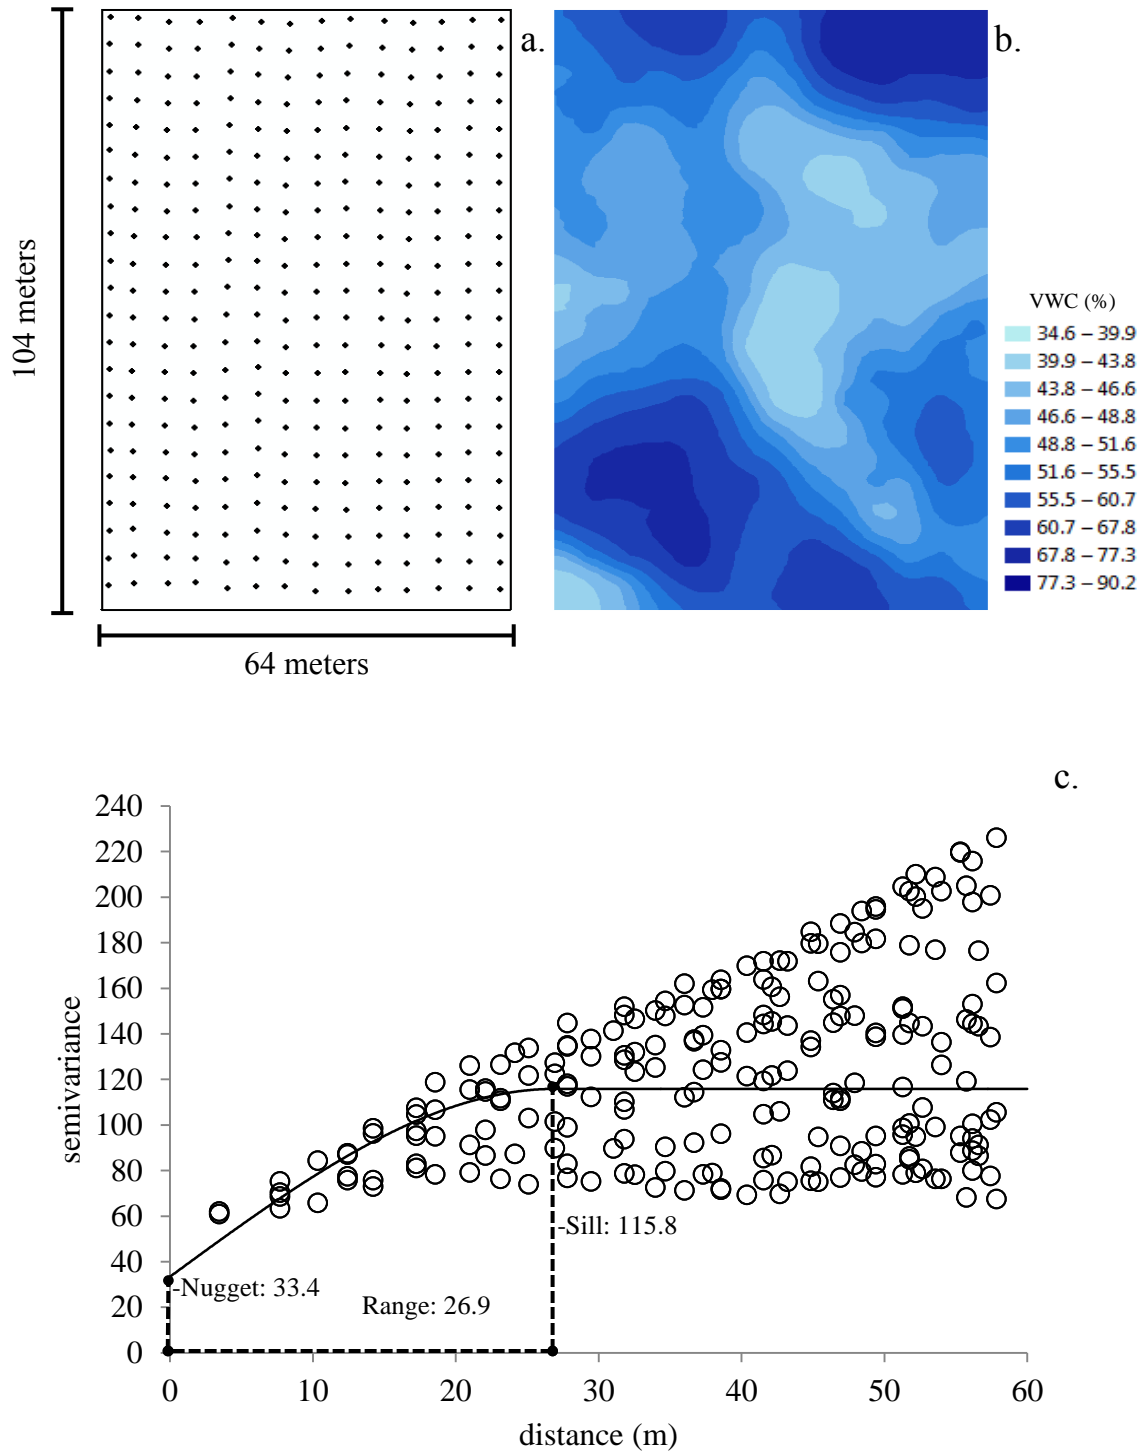 a.
b.
104 meters
64 meters
VWC (%)
34.6 – 39.9
39.9 – 43.8
43.8 – 46.6
46.6 – 48.8
48.8 – 51.6
51.6 – 55.5
55.5 – 60.7
60.7 – 67.8
67.8 – 77.3
77.3 – 90.2
c.
240
220
200
180
160
140
120
100
80
60
40
20
0
semivariance
-Sill: 115.8
-Nugget: 33.4
Range: 26.9
0 10 20 30 40 50 60
distance (m)